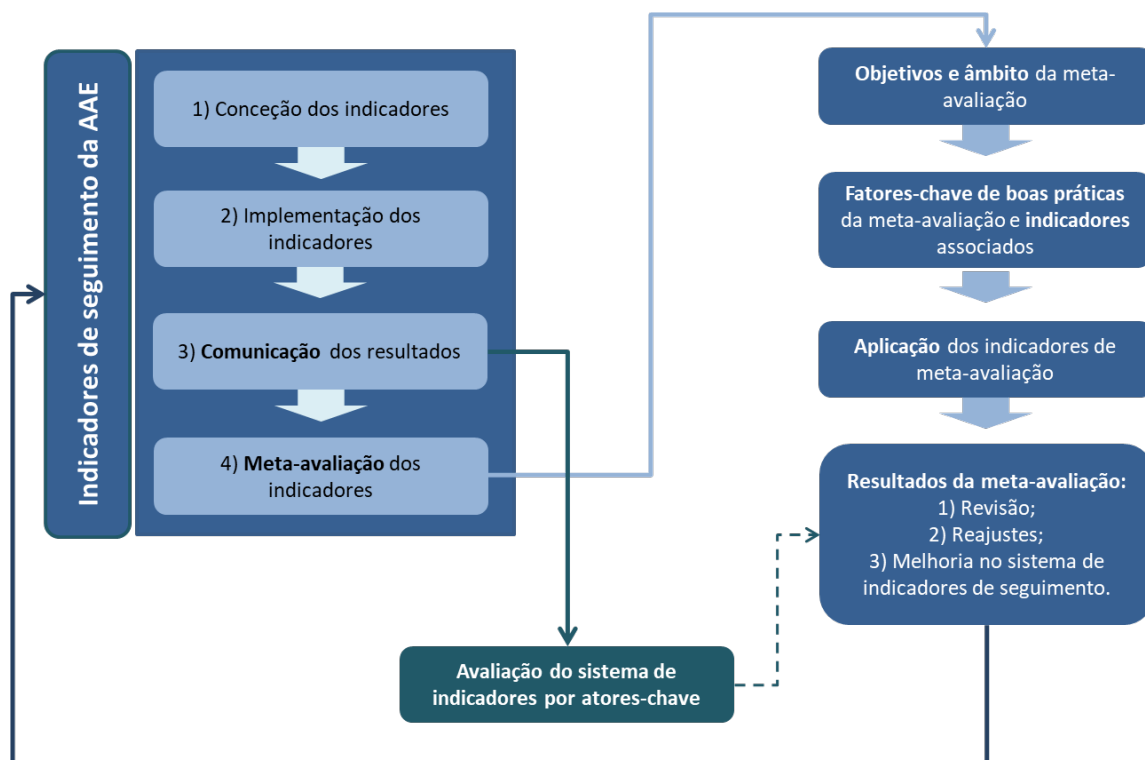 Indicadores de seguimento da AAE
1) Conceção dos indicadores
2) Implementação dos
indicadores
3) Comunicação dos resultados
4) Meta-avaliação dos
indicadores
Objetivos e âmbito da meta-
avaliação
Fatores-chave de boas práticas
da meta-avaliação e indicadores
associados
Aplicação dos indicadores de
meta-avaliação
Resultados da meta-avaliação:
1) Revisão;
2) Reajustes;
3) Melhoria no sistema de
indicadores de seguimento.
Avaliação do sistema de
indicadores por atores-chave